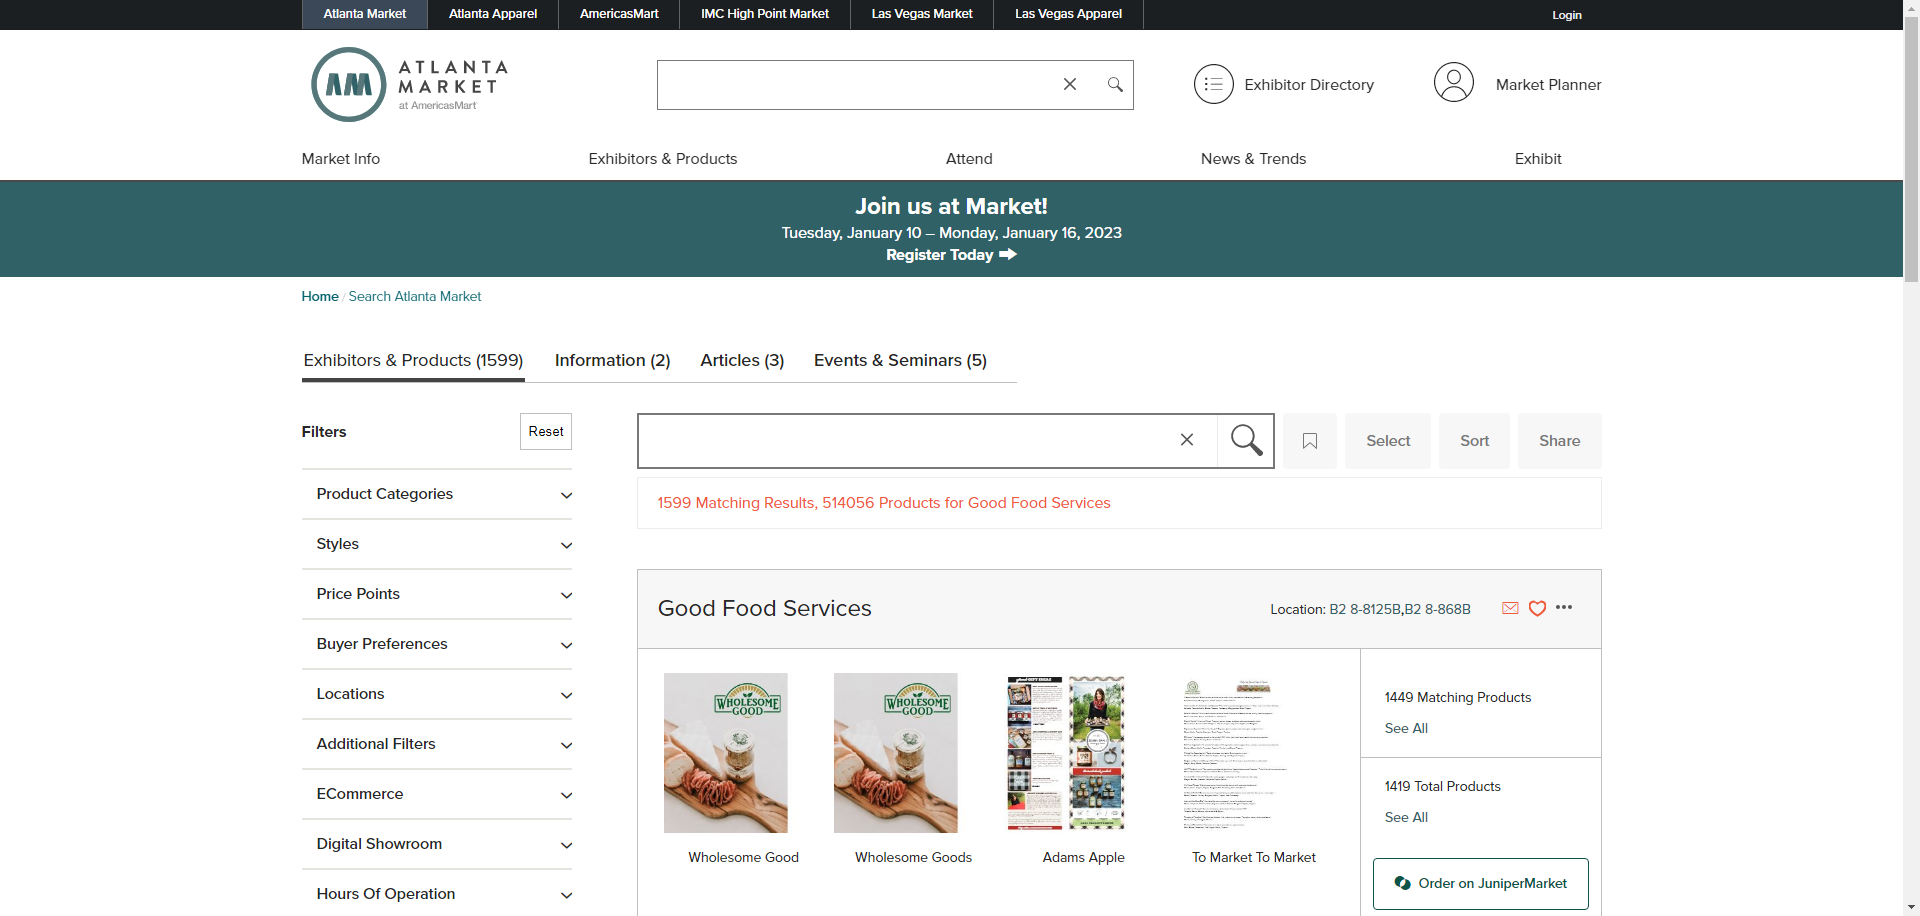 Atlanta Market
Atlanta Apparel
AmericasMart
IMC High Point Market
Las Vegas Market
Las Vegas Apparel
Login
AM
ATLANTA
MARKET
at AmericasMart
Exhibitor Directory
Market Planner
Market Info
Exhibitors & Products
Attend
News & Trends
Exhibit
Join us at Market!
Tuesday, January 10 – Monday, January 16, 2023
Register Today
Home / Search Atlanta Market
Exhibitors & Products (1599)
Information (2)
Articles (3)
Events & Seminars (5)
Filters
Reset
Product Categories
Styles
Price Points
Buyer Preferences
Locations
Additional Filters
ECommerce
Digital Showroom
Hours Of Operation
Select
Sort
Share
1599 Matching Results, 514056 Products for Good Food Services
Good Food Services
Location: B2 8-8125B,B2 8-868B
WHOLESOME
GOOD
WHOLESOME
GOOD
Wholesome Good
Wholesome Goods
Adams Apple
To Market To Market
1449 Matching Products
See All
1419 Total Products
See All
Order on JuniperMarket